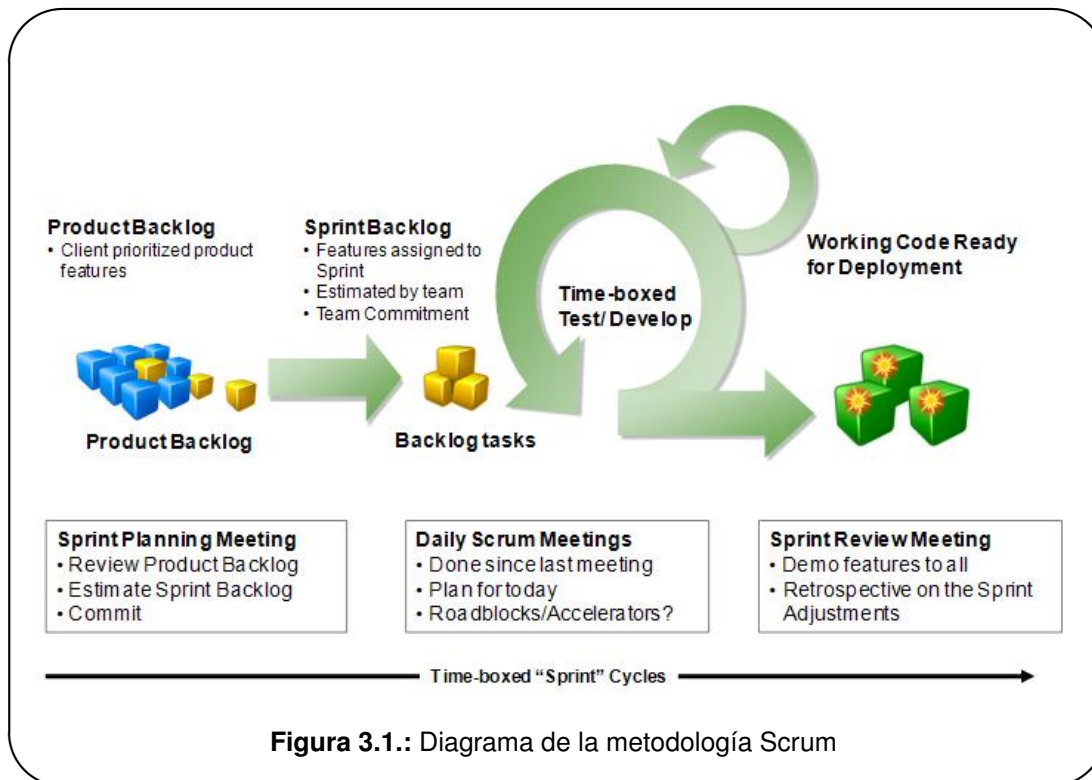 Product Backlog
• Client prioritized product
features
Sprint Backlog
• Features assigned to
Sprint
• Estimated by team
• Team Commitment
Time-boxed
Test/ Develop
Working Code Ready
for Deployment
Product Backlog
Backlog tasks
Sprint Planning Meeting
• Review Product Backlog
• Estimate Sprint Backlog
• Commit
Daily Scrum Meetings
• Done since last meeting
• Plan for today
• Roadblocks/Accelerators?
Sprint Review Meeting
• Demo features to all
• Retrospective on the Sprint
Adjustments
Time-boxed “Sprint” Cycles
Figura 3.1.: Diagrama de la metodología Scrum